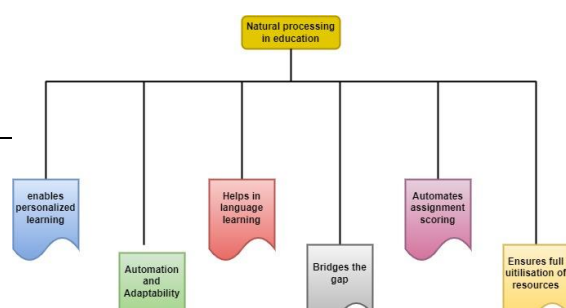 Natural processing
in education
enables
personalized
learning
Helps in
language
learning
Automates
assignment
scoring
Automation
and
Adaptability
Bridges the
gap
Ensures full
uitilisation of
resources